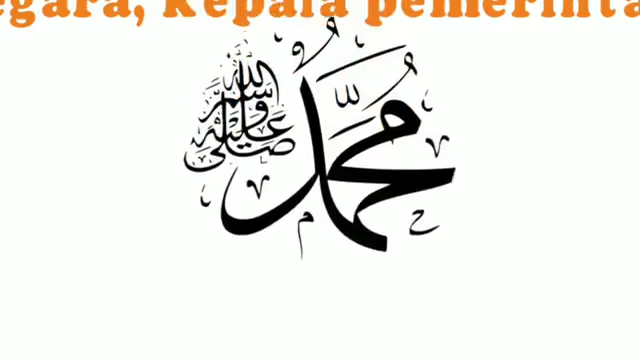 egara, kepala pemerinta
محمد صلى الله عليه وسلم